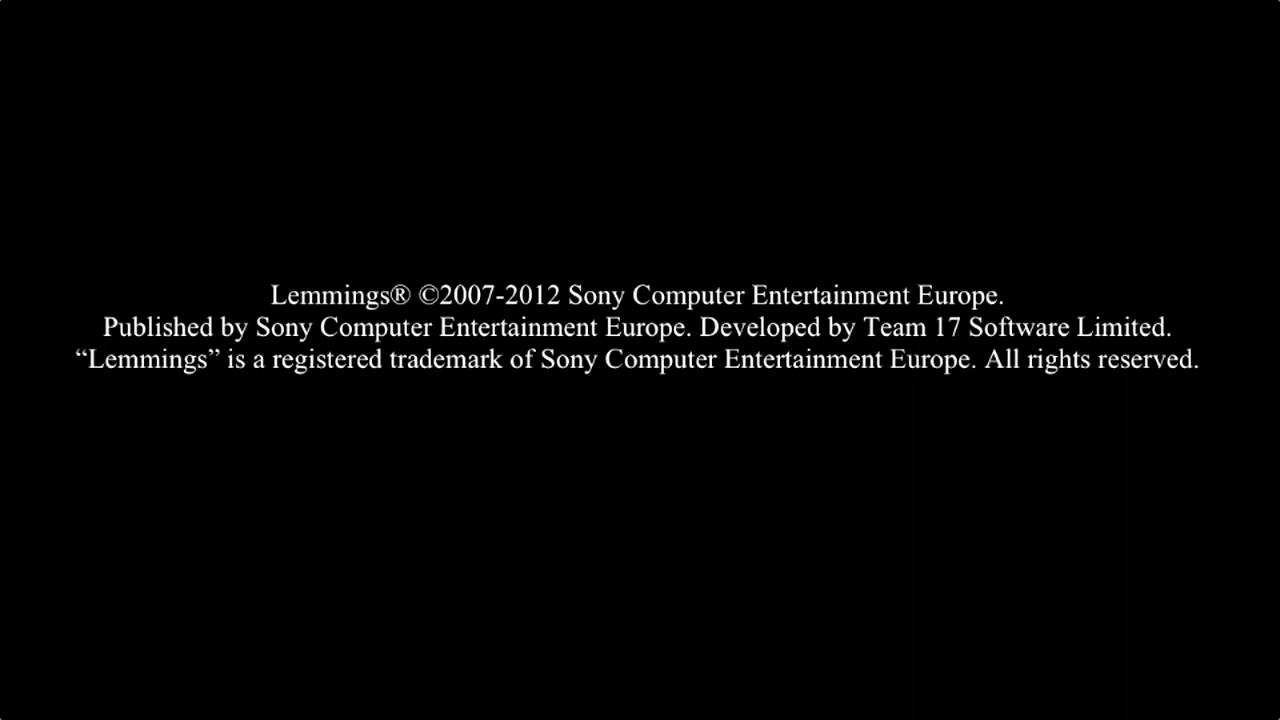 Lemmings® ©2007-2012 Sony Computer Entertainment Europe.
Published by Sony Computer Entertainment Europe. Developed by Team 17 Software Limited.
“Lemmings” is a registered trademark of Sony Computer Entertainment Europe. All rights reserved.